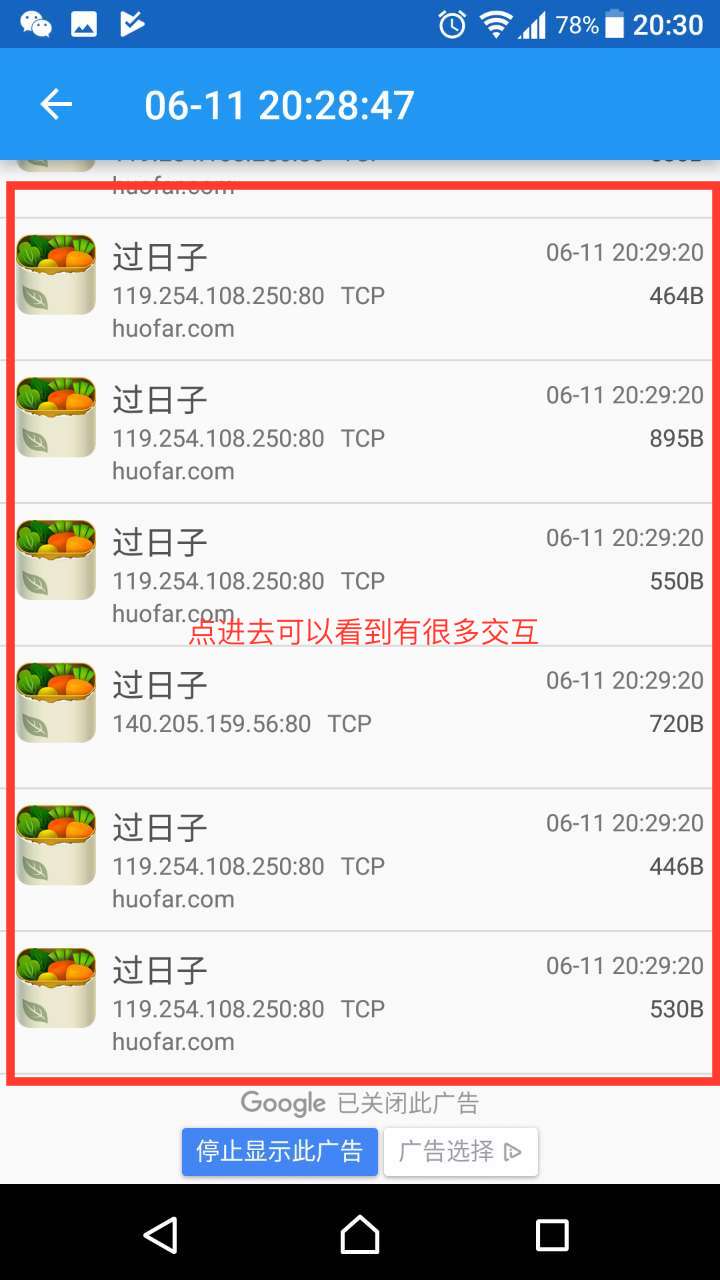 78% 20:30
06-11 20:28:47
huofar.com
过日子 06-11 20:29:20
119.254.108.250:80 TCP 464B
huofar.com
过日子 06-11 20:29:20
119.254.108.250:80 TCP 895B
huofar.com
过日子 06-11 20:29:20
119.254.108.250:80 TCP 550B
huofar.com
点进去可以看到有很多交互
过日子 06-11 20:29:20
140.205.159.56:80 TCP 720B
过日子 06-11 20:29:20
119.254.108.250:80 TCP 446B
huofar.com
过日子 06-11 20:29:20
119.254.108.250:80 TCP 530B
huofar.com
Google 已关闭此广告
停止显示此广告 广告选择